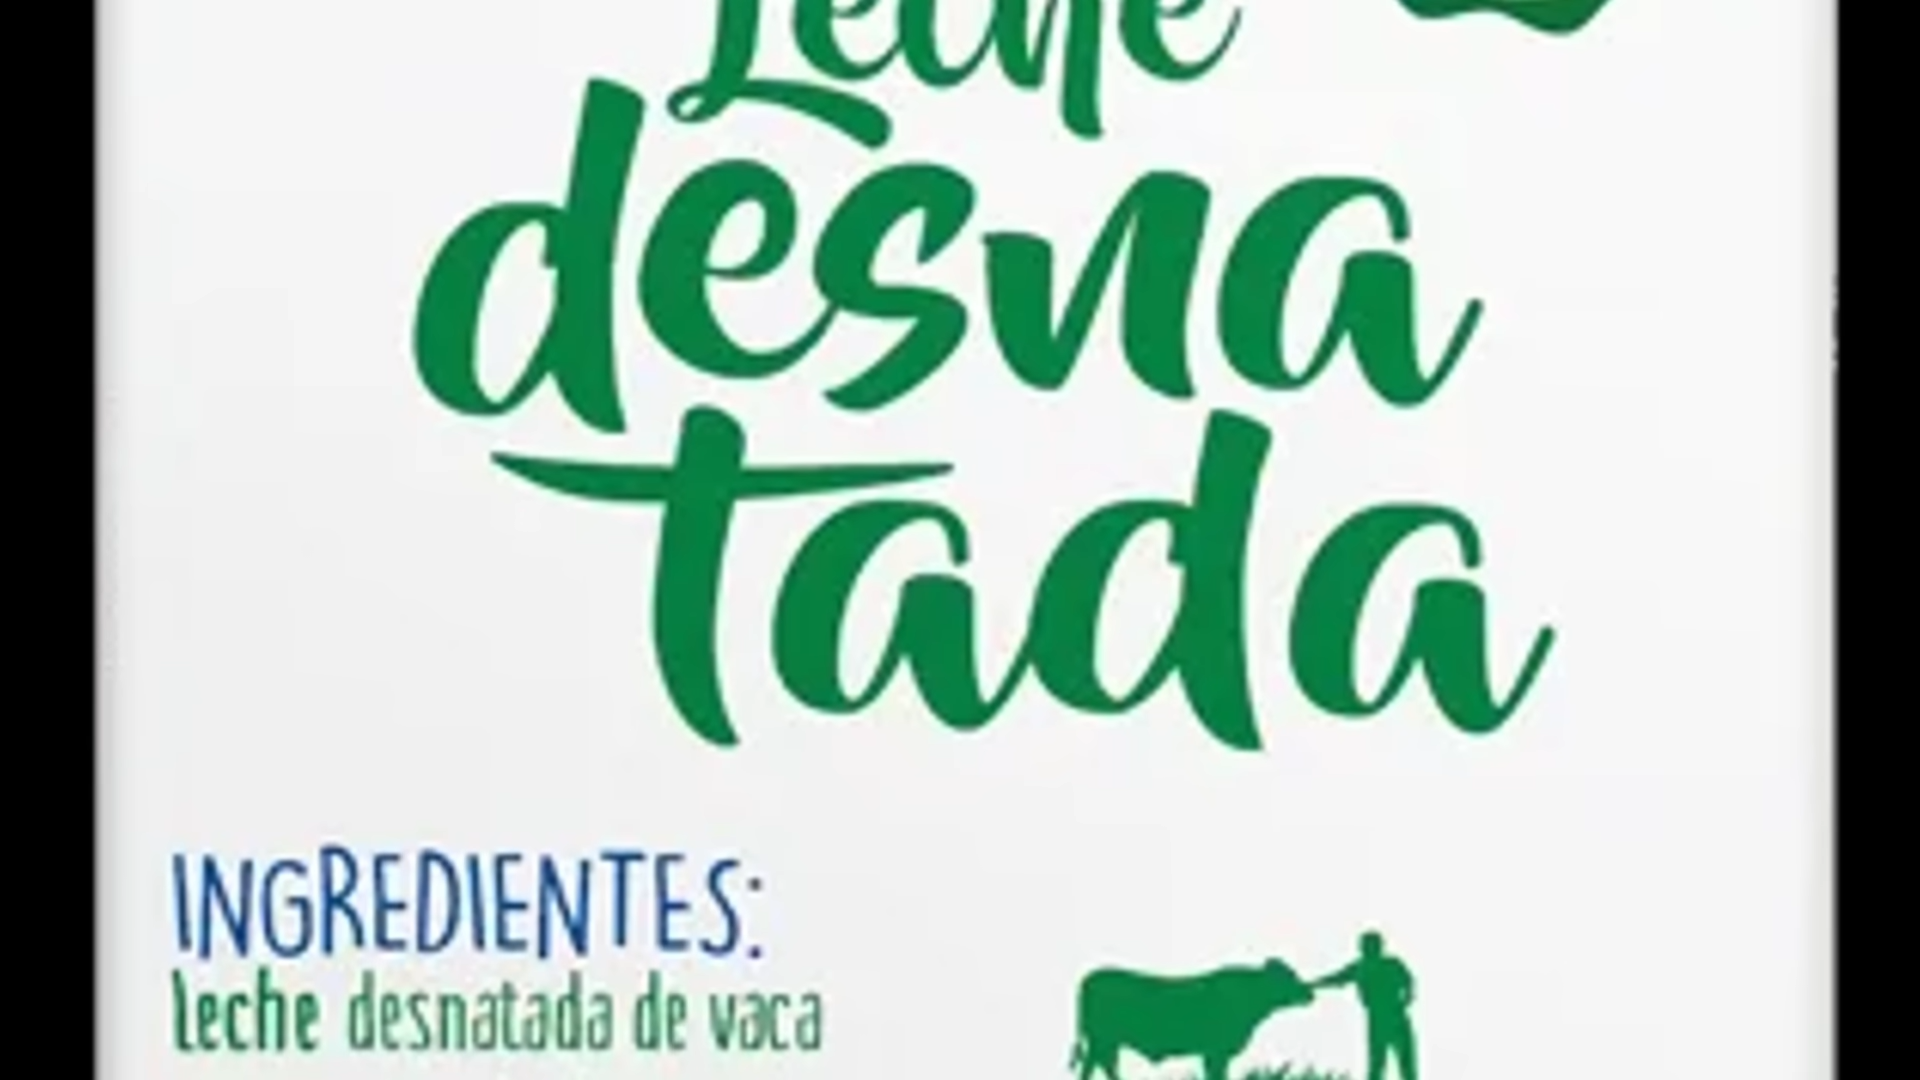 Leche
desna
tada
INGREDIENTES:
leche desnatada de vaca